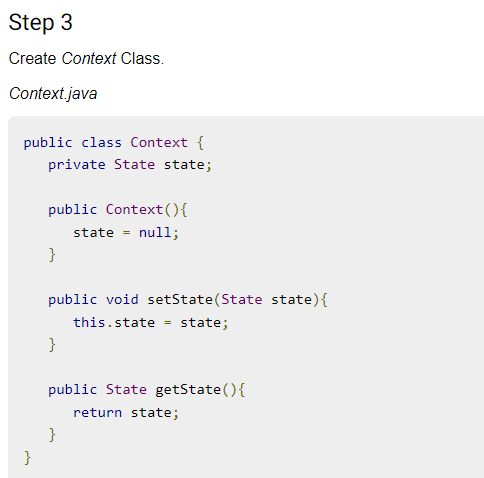 Step 3
Create Context Class.
Context.java
public class Context {
   private State state;

   public Context(){
      state = null;
   }

   public void setState(State state){
      this.state = state;
   }

   public State getState(){
      return state;
   }
}